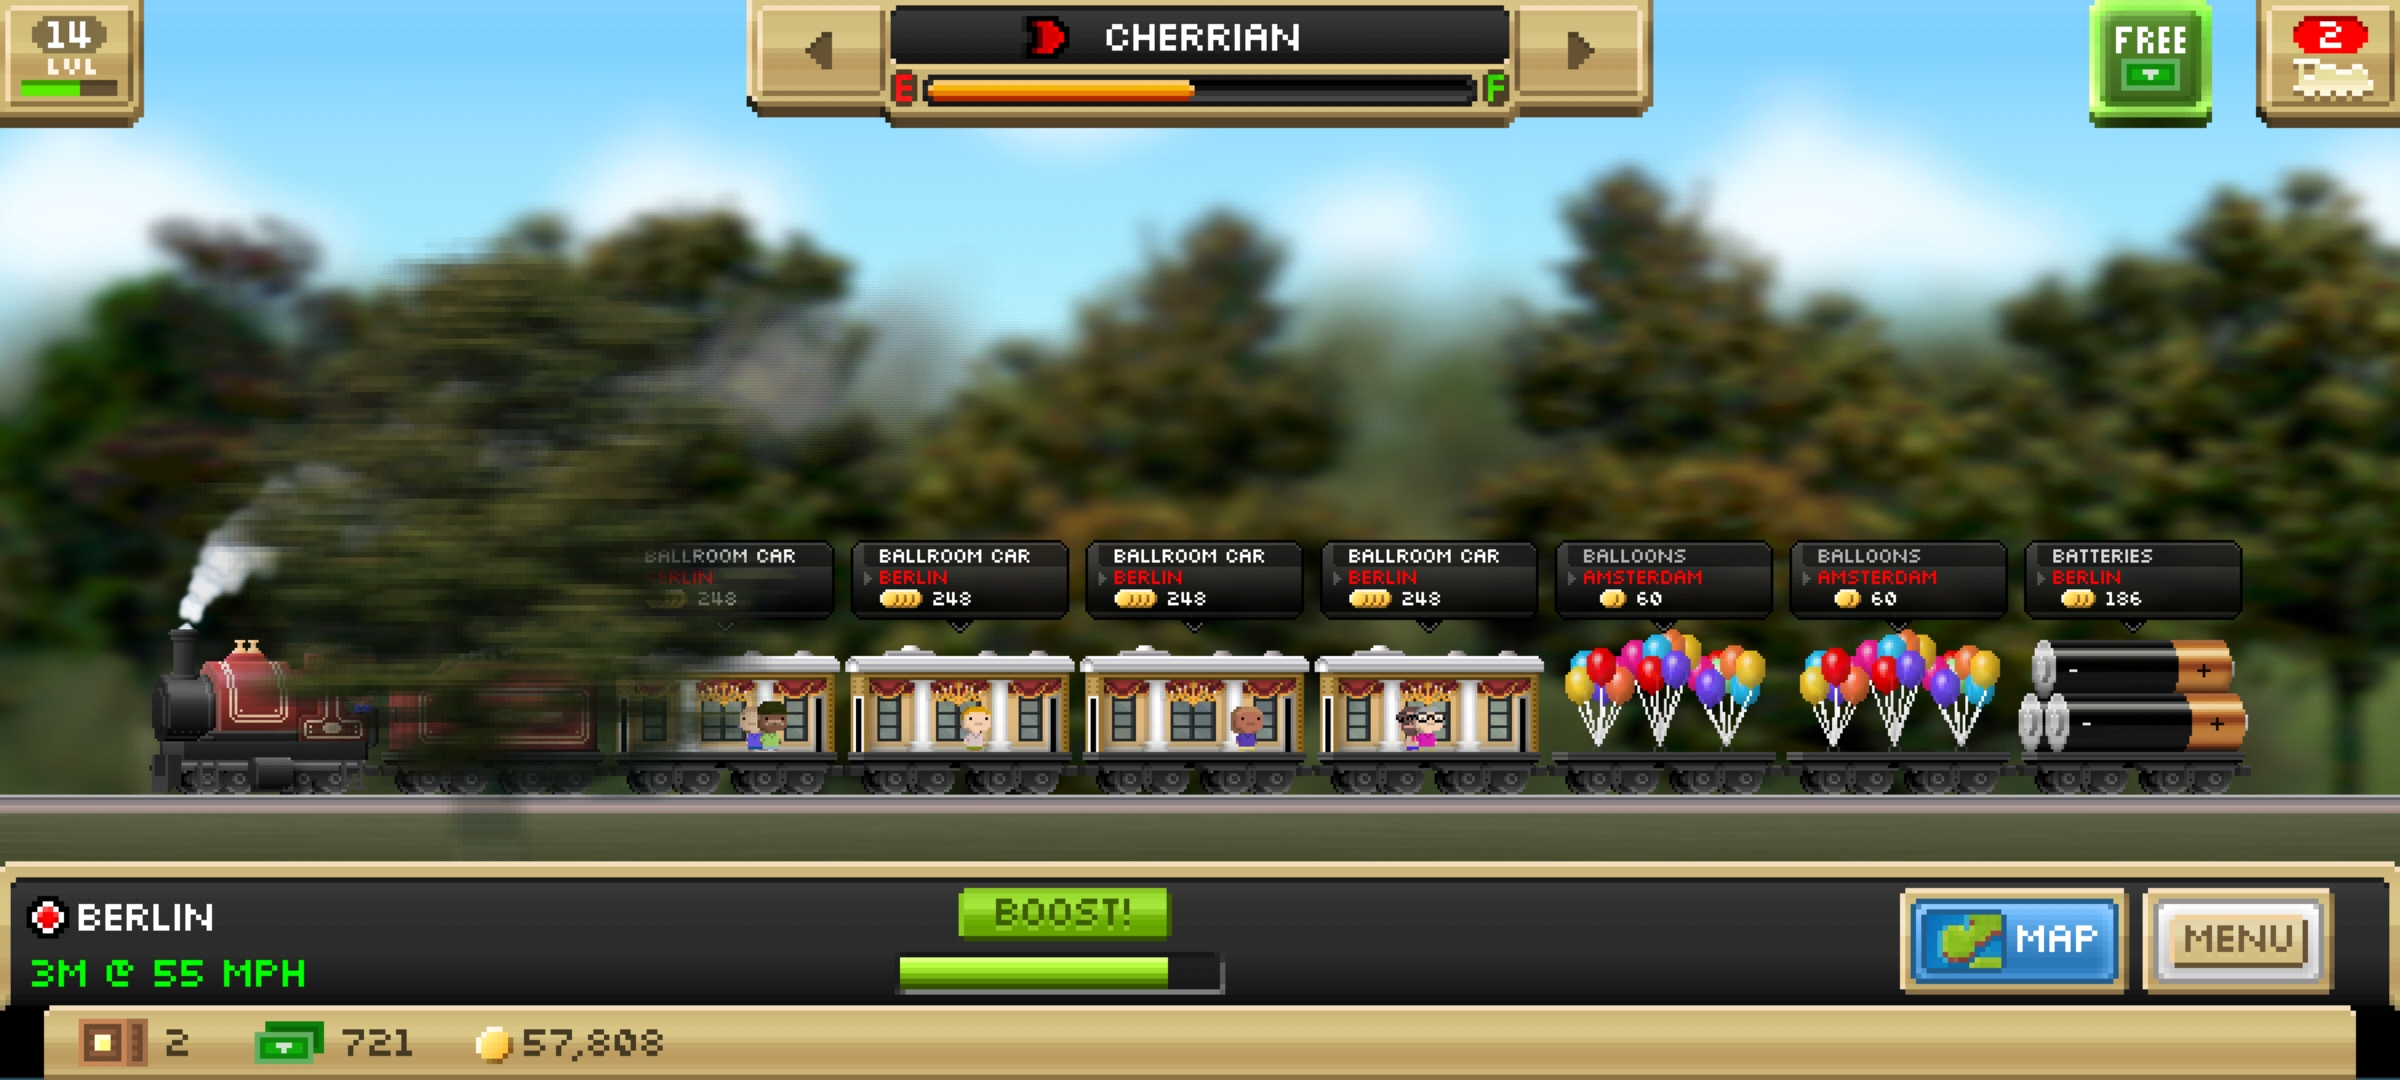 14
LVL
CHERRIAN
E F
FREE
2
BALLROOM CAR
BERLIN
248
BALLROOM CAR
BERLIN
248
BALLROOM CAR
BERLIN
248
BALLROOM CAR
BERLIN
248
BALLOONS
AMSTERDAM
60
BALLOONS
AMSTERDAM
60
BATTERIES
BERLIN
186
- +
- +
BERLIN
3M @ 55 MPH
BOOST!
MAP
MENU
2
721
57,808